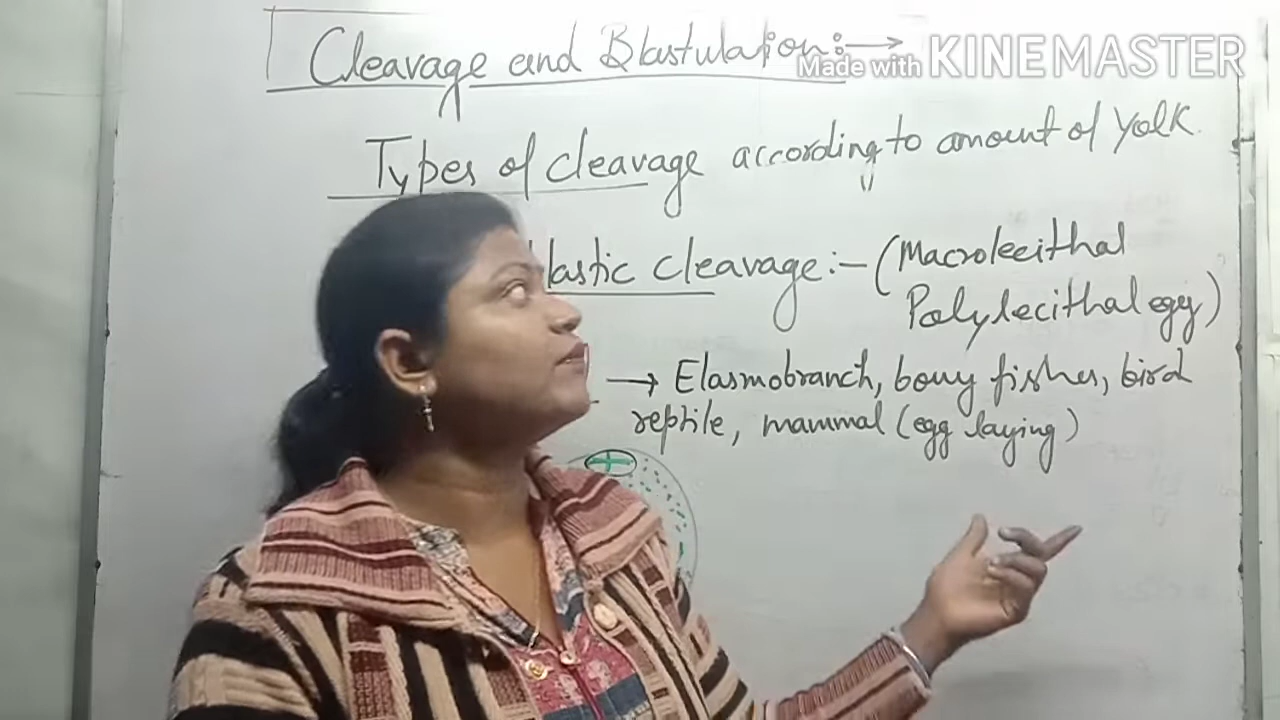 Cleavage and Blastulation:→
Made with KINEMASTER
Types of cleavage according to amount of Yolk.
lastic cleavage:- (Macrolecithal
Polylecithal egg)
→ Elasmobranch, bony fishes, bird
reptile, mammal (egg laying)